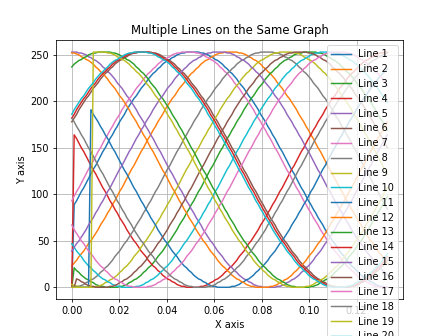 Multiple Lines on the Same Graph
Y axis
250
200
150
100
50
0
0.00
0.02
0.04
0.06
0.08
0.10
X axis
Line 1
Line 2
Line 3
Line 4
Line 5
Line 6
Line 7
Line 8
Line 9
Line 10
Line 11
Line 12
Line 13
Line 14
Line 15
Line 16
Line 17
Line 18
Line 19
Line 20